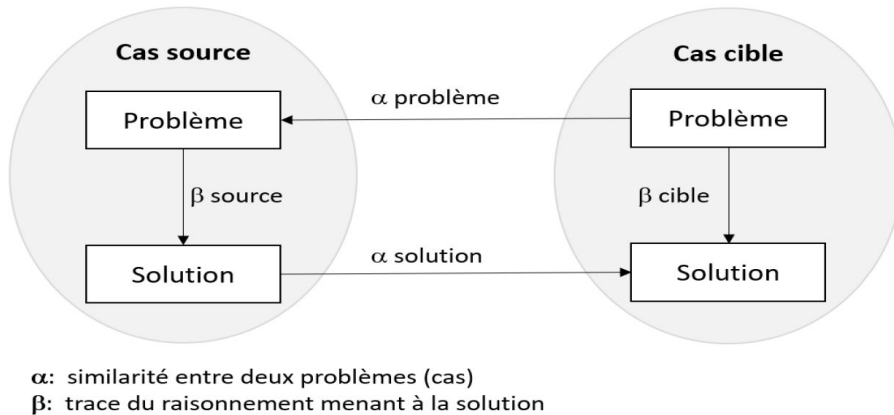 Cas source
Cas cible
α problème
Problème
Problème
β source
β cible
α solution
Solution
Solution
α: similarité entre deux problèmes (cas)
β: trace du raisonnement menant à la solution